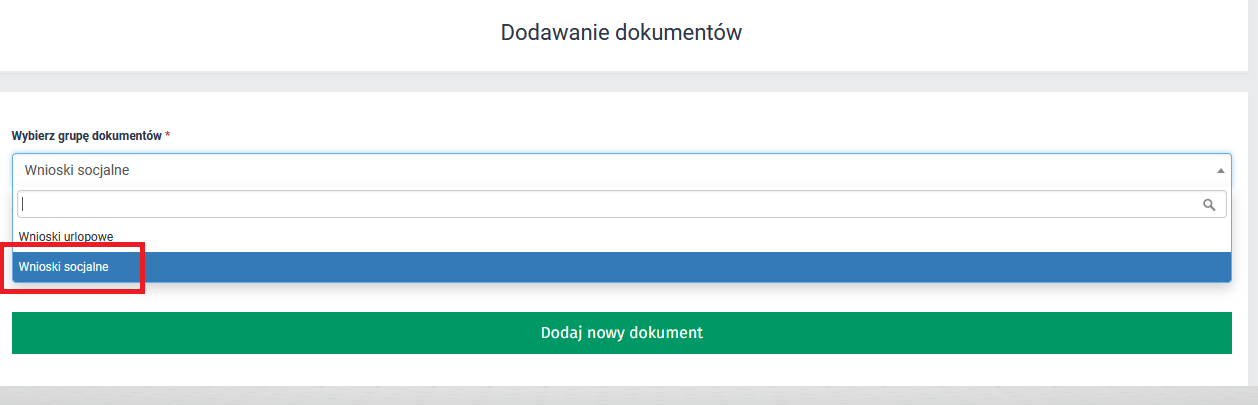 Dodawanie dokumentów
Wybierz grupę dokumentów *
Wnioski socjalne
Wnioski urlopowe
Wnioski socjalne
Dodaj nowy dokument